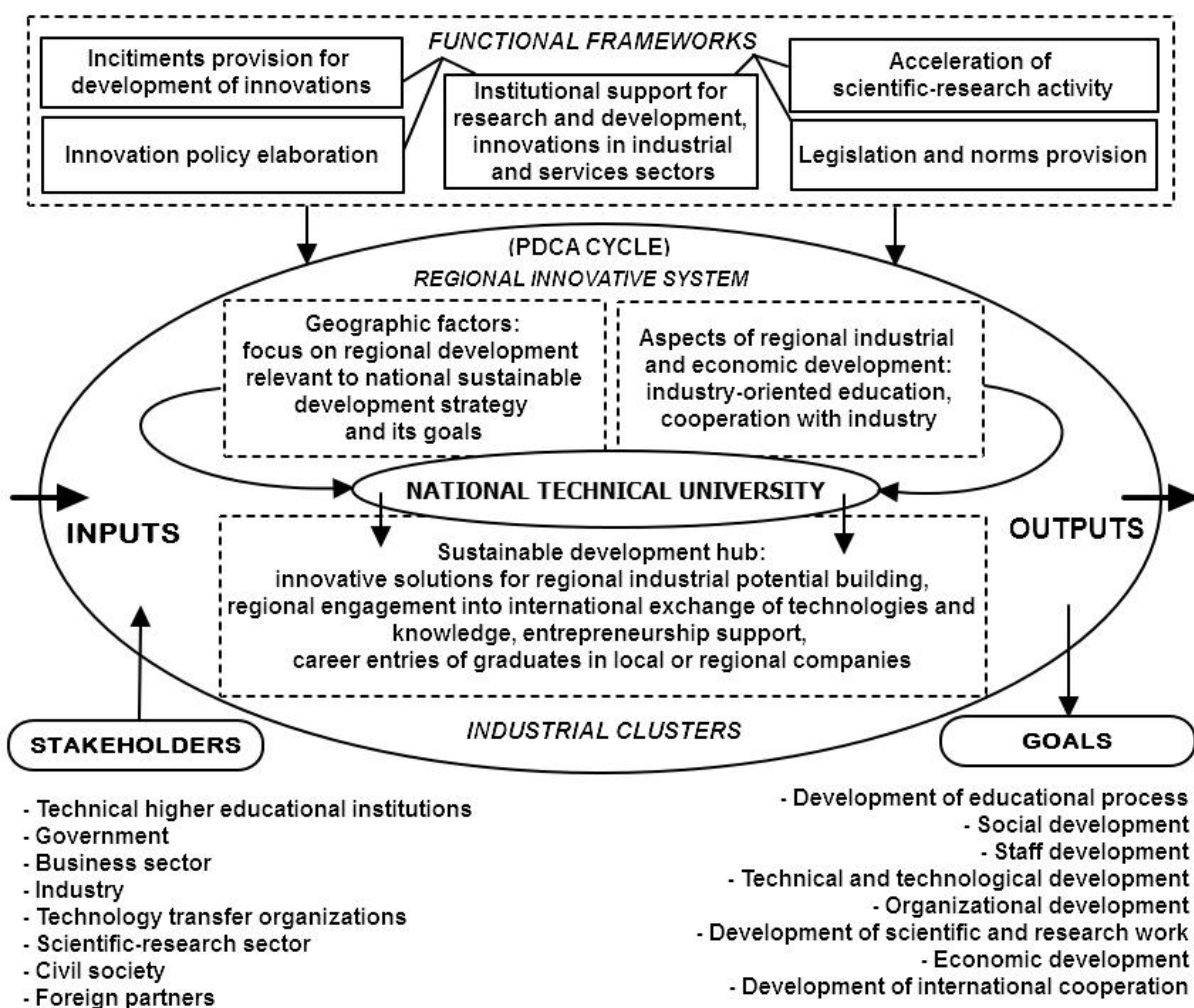 FUNCTIONAL FRAMEWORKS
Incitiments provision for
development of innovations
Innovation policy elaboration
Institutional support for
research and development,
innovations in industrial
and services sectors
Acceleration of
scientific-research activity
Legislation and norms provision
(PDCA CYCLE)
REGIONAL INNOVATIVE SYSTEM
Geographic factors:
focus on regional development
relevant to national sustainable
development strategy
and its goals
Aspects of regional industrial
and economic development:
industry-oriented education,
cooperation with industry
NATIONAL TECHNICAL UNIVERSITY
INPUTS
OUTPUTS
Sustainable development hub:
innovative solutions for regional industrial potential building,
regional engagement into international exchange of technologies and
knowledge, entrepreneurship support,
career entries of graduates in local or regional companies
INDUSTRIAL CLUSTERS
STAKEHOLDERS
- Technical higher educational institutions
- Government
- Business sector
- Industry
- Technology transfer organizations
- Scientific-research sector
- Civil society
- Foreign partners
GOALS
- Development of educational process
- Social development
- Staff development
- Technical and technological development
- Organizational development
- Development of scientific and research work
- Economic development
- Development of international cooperation